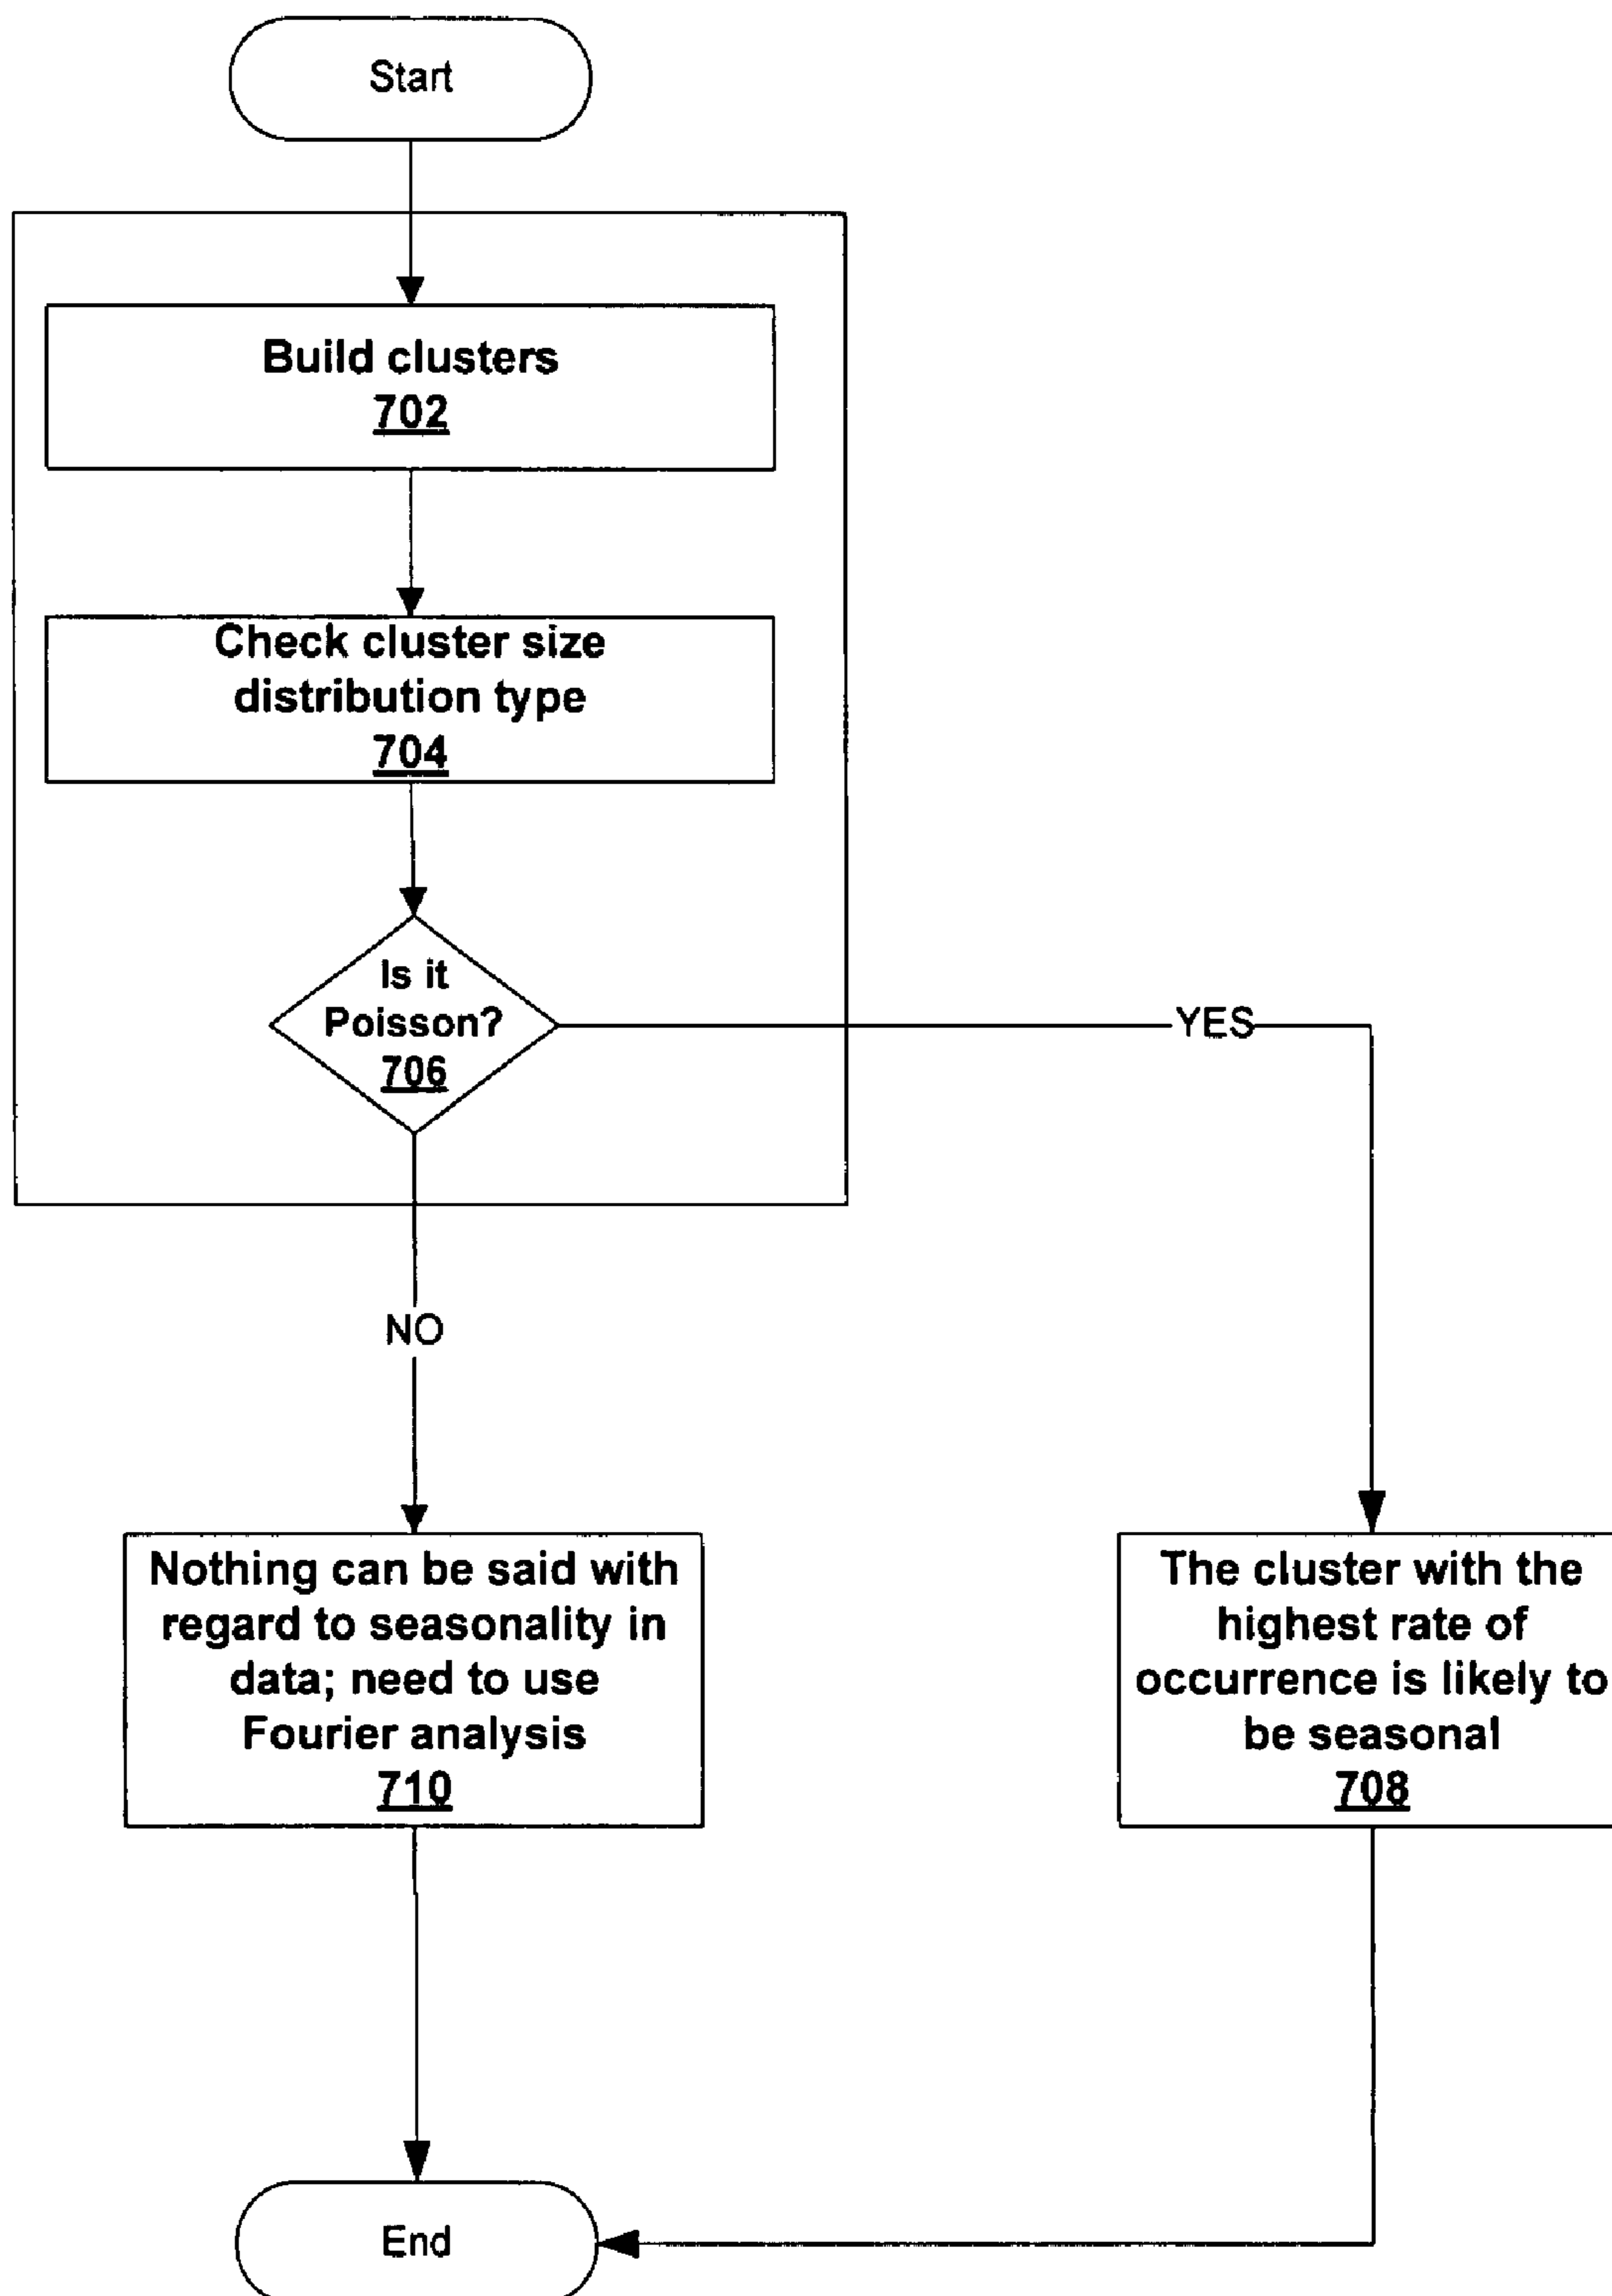 Start
Build clusters
702
Check cluster size
distribution type
704
Is it
Poisson?
706
YES
NO
Nothing can be said with
regard to seasonality in
data; need to use
Fourier analysis
710
The cluster with the
highest rate of
occurrence is likely to
be seasonal
708
End